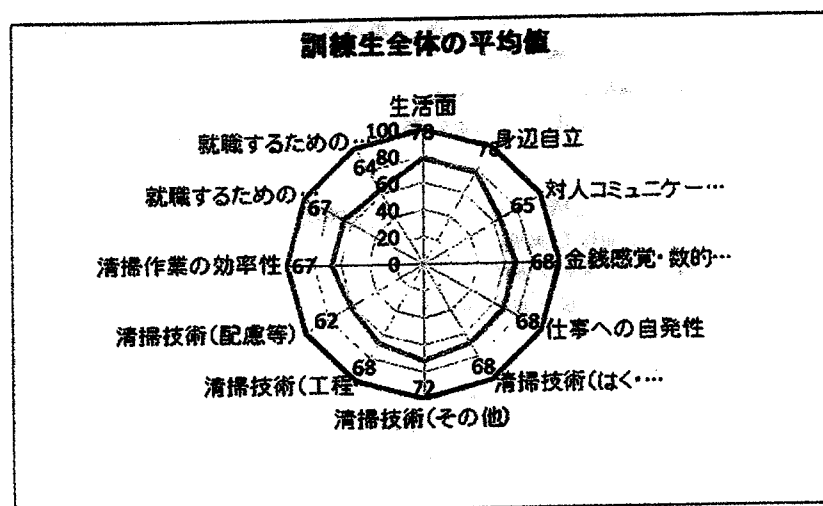 訓練生全体の平均値
生活面
身辺自立
対人コミュニケー…
金銭感覚・数的…
仕事への自発性
清掃技術(はく・…
清掃技術(その他)
清掃技術(工程
清掃技術(配慮等)
清掃作業の効率性
就職するための…
就職するための…
100
80
60
40
20
0
78
65
68
68
68
68
62
67
67
64